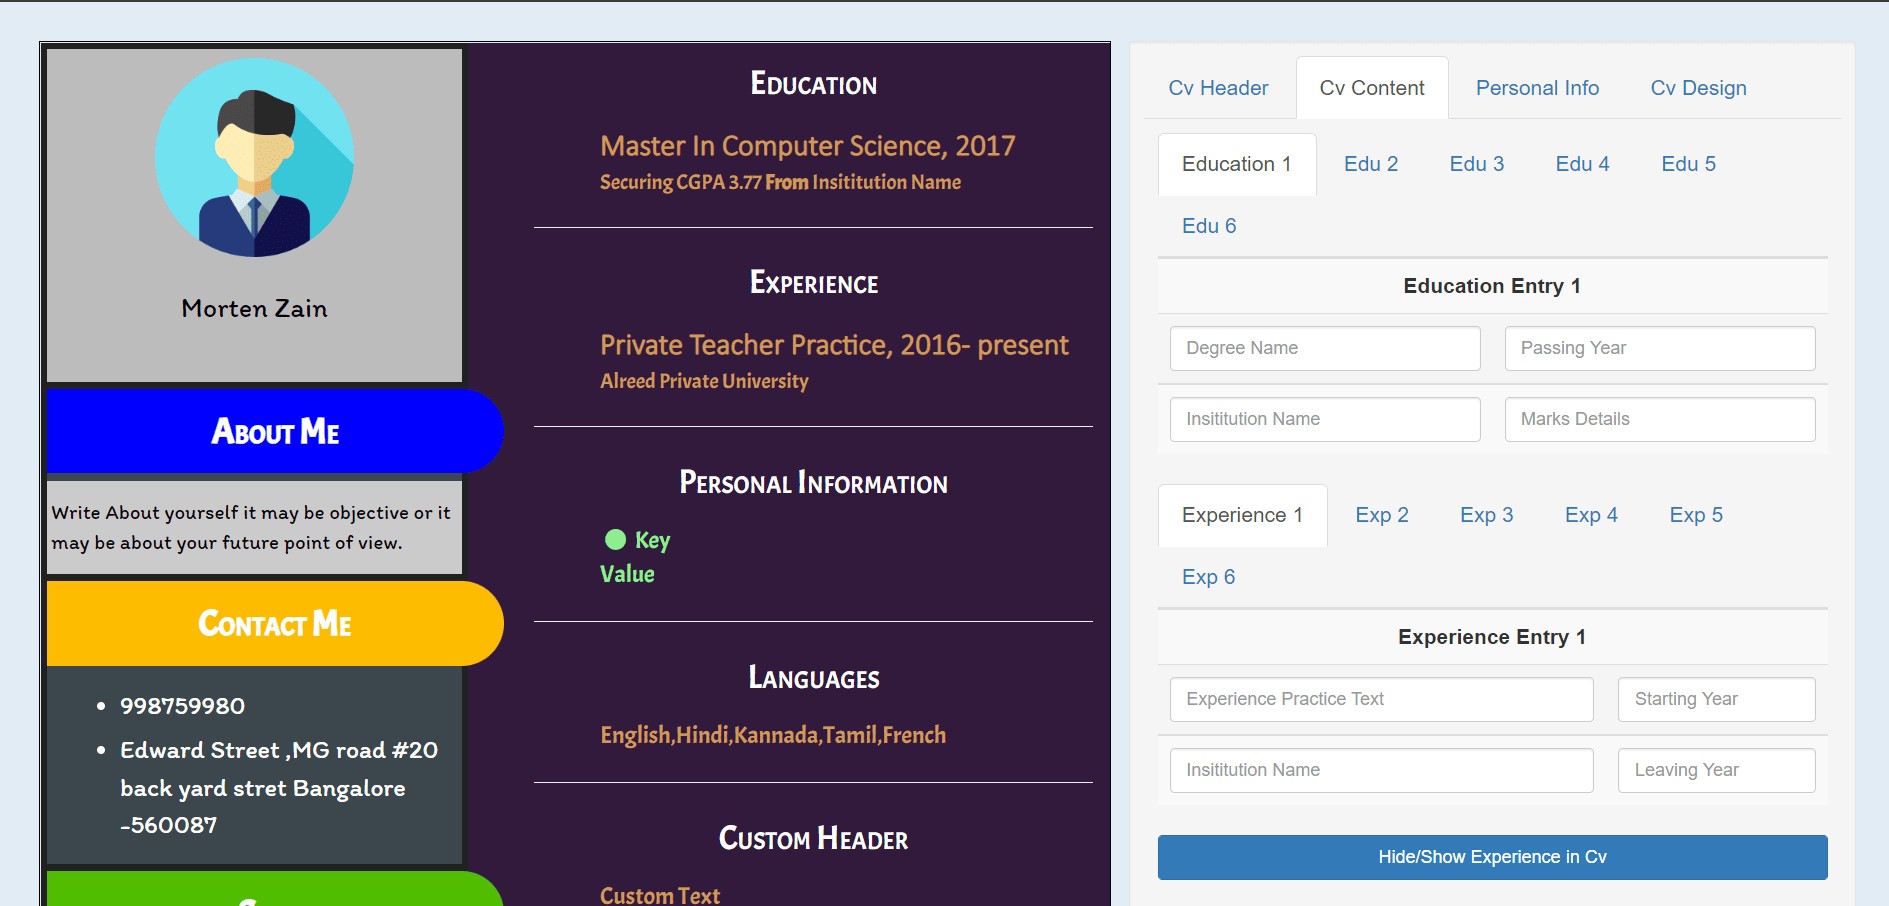 Morten Zain
About Me
Write About yourself it may be objective or it
may be about your future point of view.
Contact Me
998759980
Edward Street ,MG road #20
back yard stret Bangalore
-560087
Education
Master In Computer Science, 2017
Securing CGPA 3.77 From Insititution Name
Experience
Private Teacher Practice, 2016- present
Alreed Private University
Personal Information
Key
Value
Languages
English,Hindi,Kannada,Tamil,French
Custom Header
Custom Text
Cv Header Cv Content Personal Info Cv Design
Education 1 Edu 2 Edu 3 Edu 4 Edu 5
Edu 6
Education Entry 1
Degree Name Passing Year
Insititution Name Marks Details
Experience 1 Exp 2 Exp 3 Exp 4 Exp 5
Exp 6
Experience Entry 1
Experience Practice Text Starting Year
Insititution Name Leaving Year
Hide/Show Experience in Cv